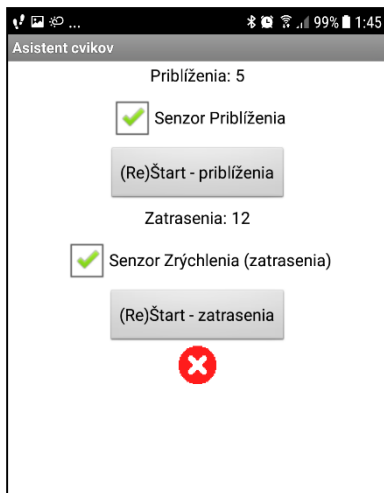 ... 99% 1:45
Asistent cvikov
Priblíženia: 5
Senzor Priblíženia
(Re)Štart - priblíženia
Zatrasenia: 12
Senzor Zrýchlenia (zatrasenia)
(Re)Štart - zatrasenia